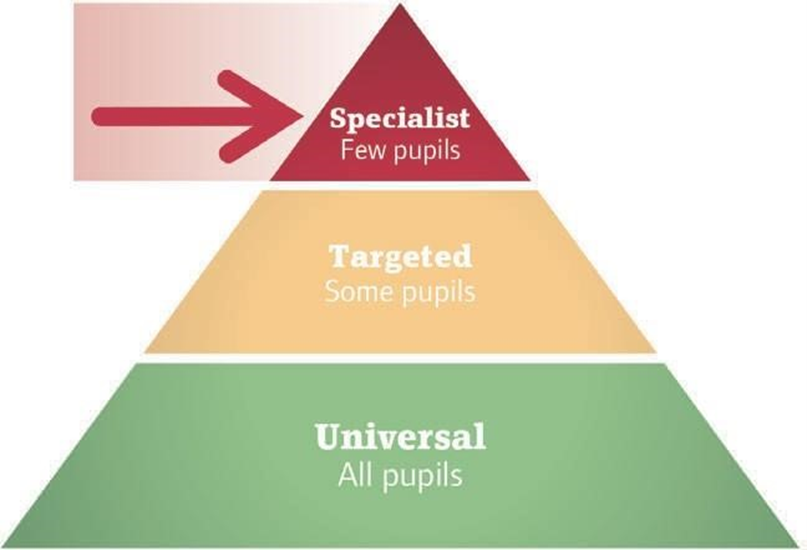 Specialist
Few pupils
Targeted
Some pupils
Universal
All pupils